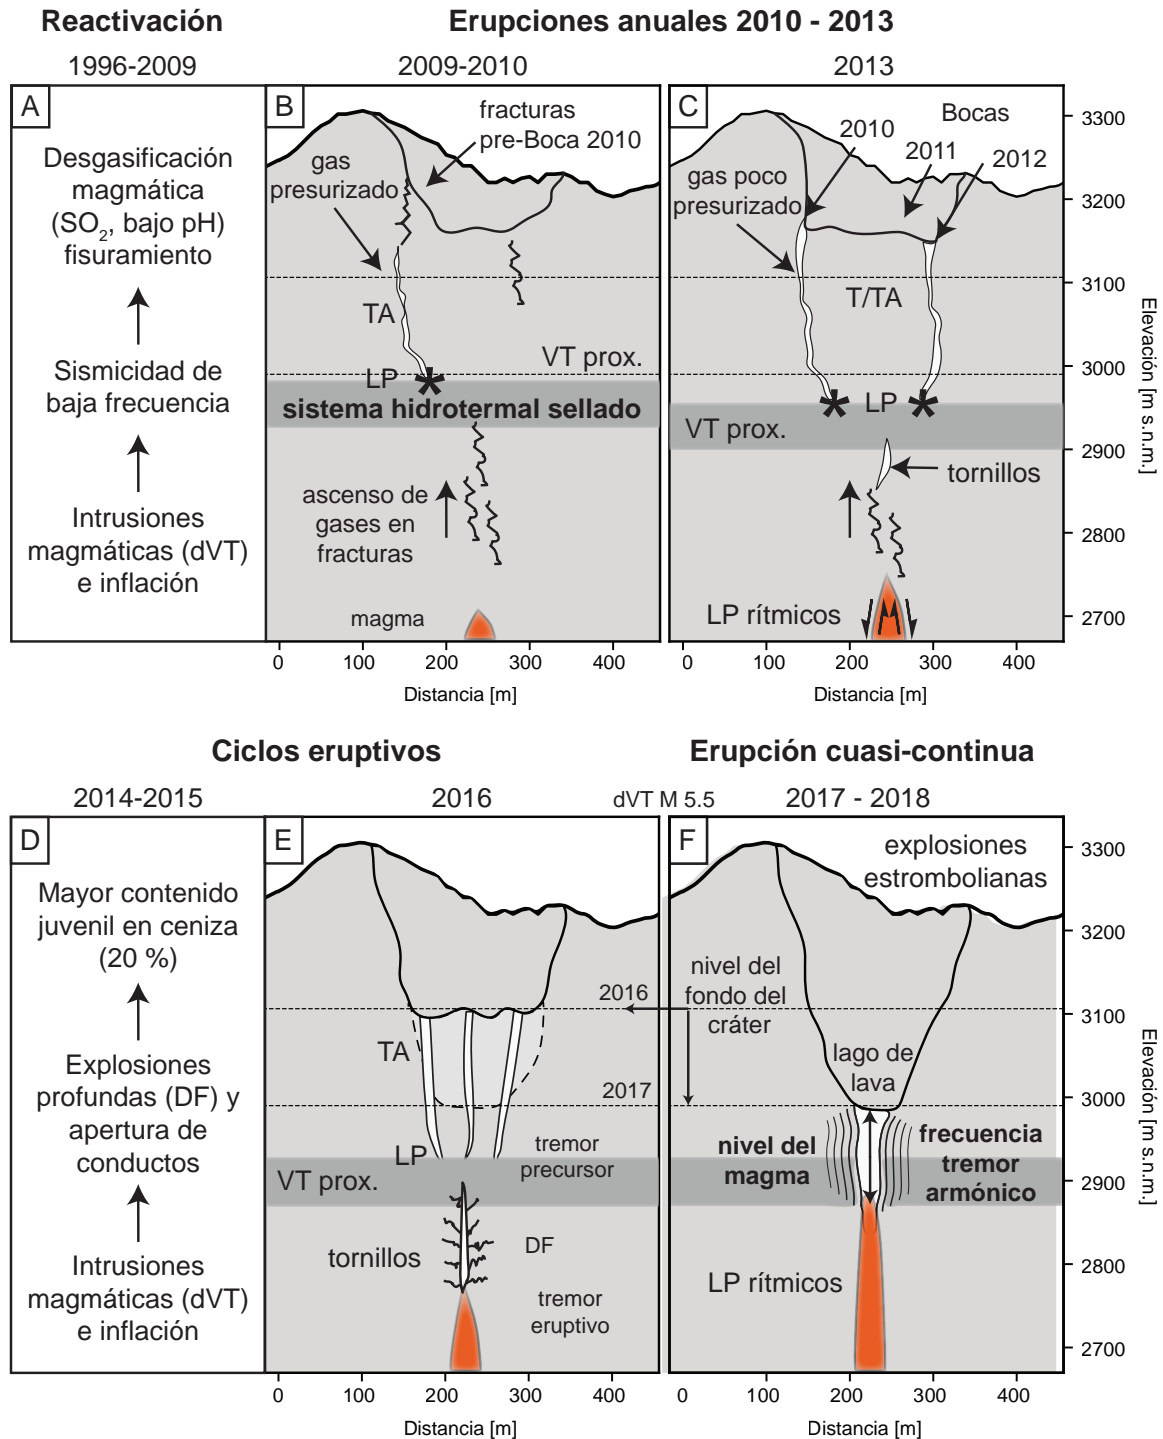 Reactivación
Erupciones anuales 2010 - 2013
1996-2009
2009-2010
2013
A
Desgasificación
magmática
(SO₂, bajo pH)
fisuramiento
Sismicidad de
baja frecuencia
Intrusiones
magmáticas (dVT)
e inflación
B
fracturas
pre-Boca 2010
gas
presurizado
TA
VT prox.
LP
sistema hidrotermal sellado
ascenso de
gases en
fracturas
magma
0 100 200 300 400
Distancia [m]
C
Bocas
2010
2011
2012
gas poco
presurizado
T/TA
LP
VT prox.
tornillos
LP rítmicos
0 100 200 300 400
Distancia [m]
3300
3200
3100
3000
2900
2800
2700
Elevación [m s.n.m.]
Ciclos eruptivos
Erupción cuasi-continua
2014-2015
2016
dVT M 5.5
2017 - 2018
D
Mayor contenido
juvenil en ceniza
(20 %)
Explosiones
profundas (DF) y
apertura de
conductos
Intrusiones
magmáticas (dVT)
e inflación
E
2016
TA
2017
LP
tremor
precursor
VT prox.
tornillos
DF
tremor
eruptivo
0 100 200 300 400
Distancia [m]
F
explosiones
estrombolianas
nivel del
fondo del
cráter
lago de
lava
nivel del
magma
frecuencia
tremor
armónico
LP rítmicos
0 100 200 300 400
Distancia [m]
3300
3200
3100
3000
2900
2800
2700
Elevación [m s.n.m.]